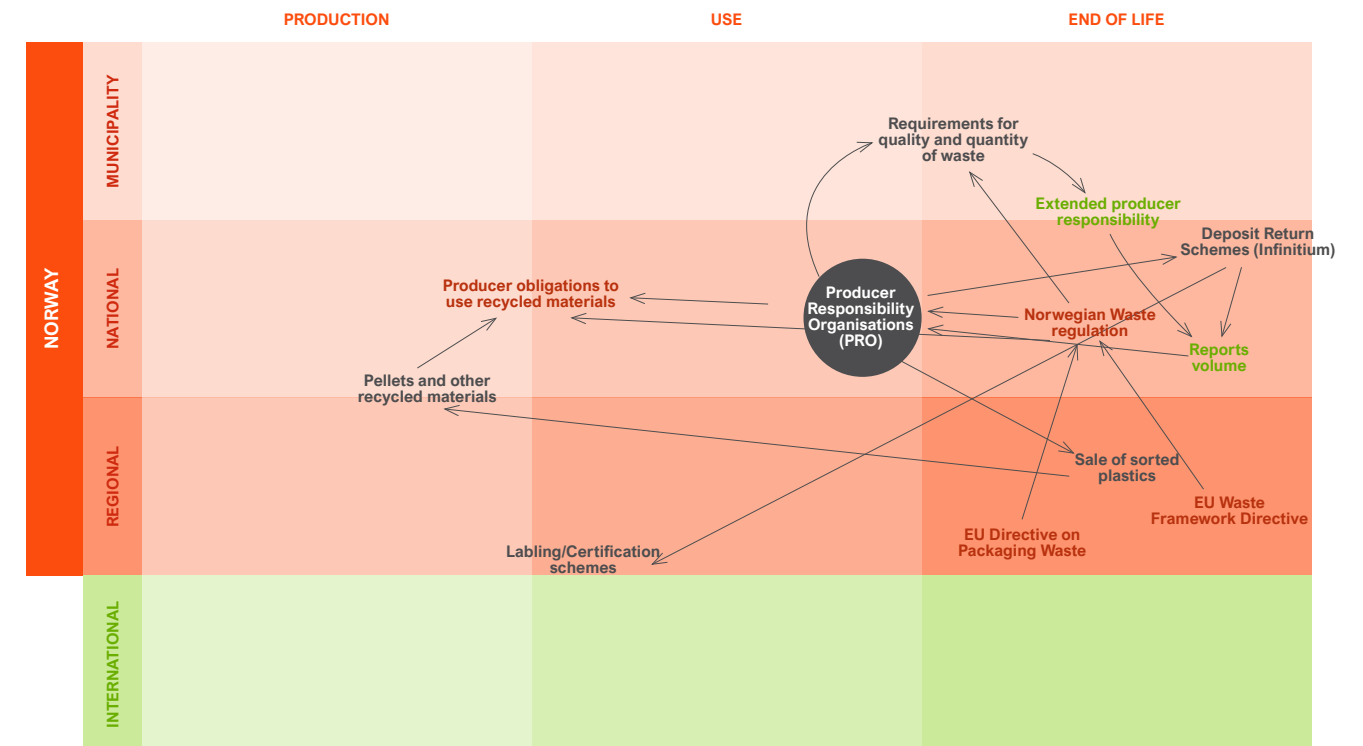 PRODUCTION
USE
END OF LIFE
NORWAY
MUNICIPALITY
Requirements for
quality and quantity
of waste
Extended producer
responsibility
NATIONAL
Deposit Return
Schemes (Infinitium)
Producer obligations to
use recycled materials
Producer
Responsibility
Organisations
(PRO)
Norwegian Waste
regulation
Reports
volume
Pellets and other
recycled materials
REGIONAL
Sale of sorted
plastics
EU Waste
Framework Directive
EU Directive on
Packaging Waste
Labling/Certification
schemes
INTERNATIONAL